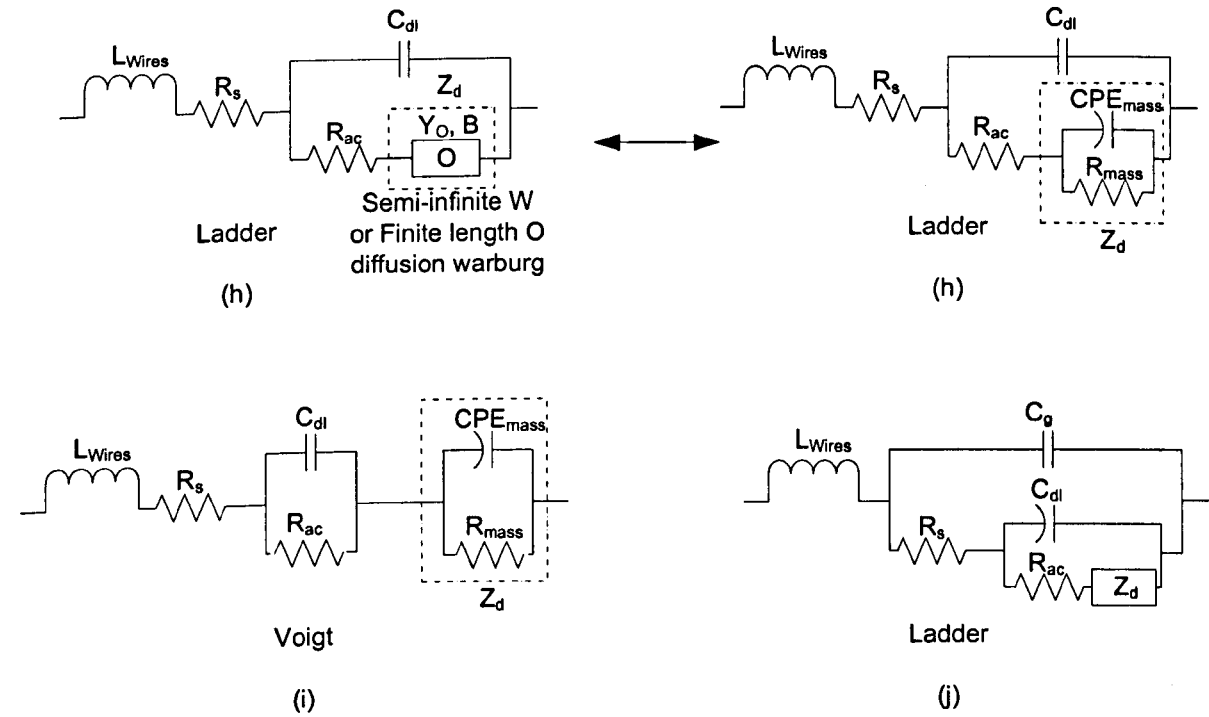 C_dl
L_Wires
R_s
Z_d
Y_O, B
R_ac
O
Semi-infinite W
or Finite length O
diffusion warburg
Ladder
(h)
C_dl
L_Wires
R_s
CPE_mass
R_ac
R_mass
Z_d
Ladder
(h)
C_dl
CPE_mass
L_Wires
R_s
R_ac
R_mass
Z_d
Voigt
(i)
C_g
L_Wires
C_dl
R_s
R_ac
Z_d
Ladder
(j)